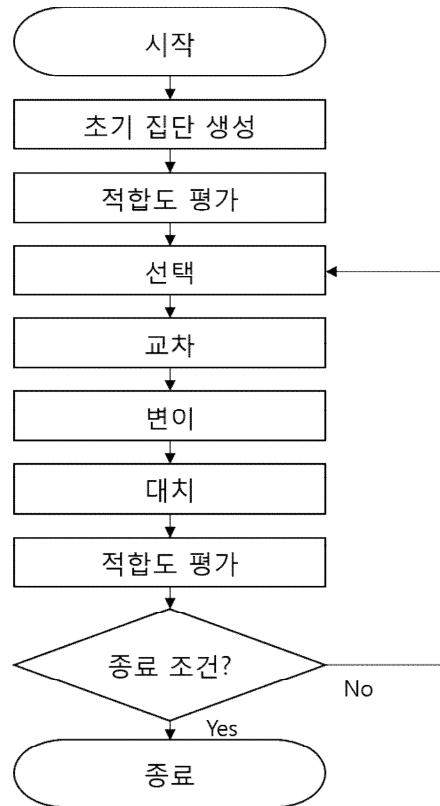 시작
초기 집단 생성
적합도 평가
선택
교차
변이
대치
적합도 평가
종료 조건?
No
Yes
종료